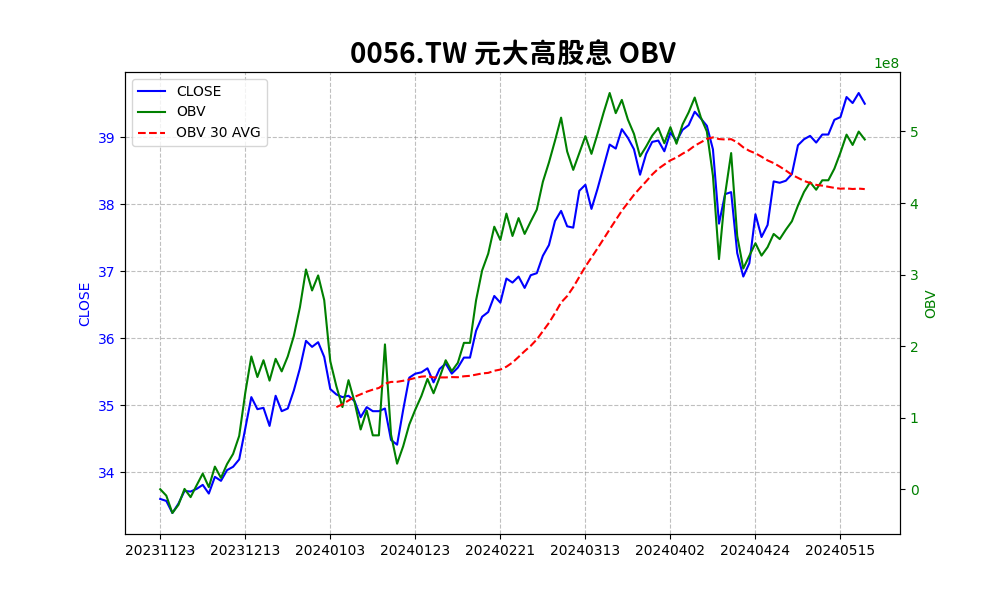 0056.TW 元大高股息 OBV
1e8
CLOSE
OBV
OBV 30 AVG
39
38
37
36
35
34
CLOSE
5
4
3
2
1
0
OBV
20231123 20231213 20240103 20240123 20240221 20240313 20240402 20240424 20240515